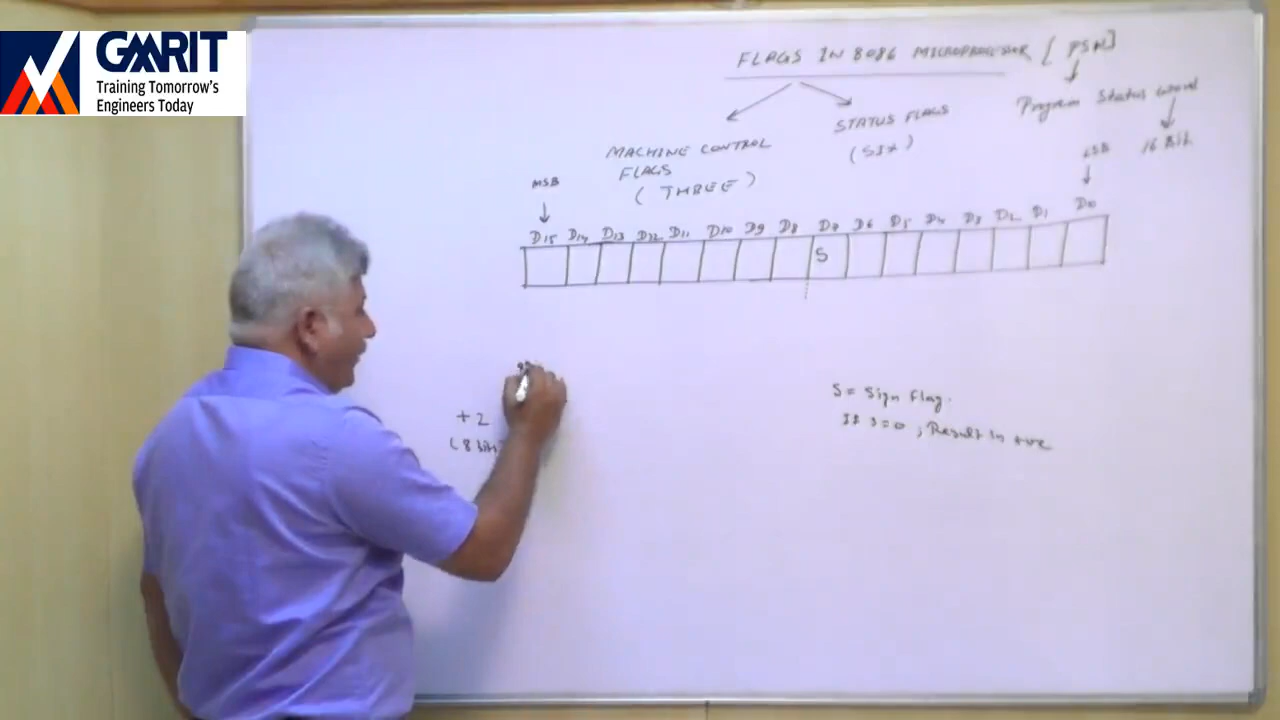 GMRIT
Training Tomorrow's
Engineers Today
FLAGS IN 8086 MICROPROCESSOR [PSW]
Program Status word
16 Bit
MACHINE CONTROL
FLAGS
(THREE)
STATUS FLAGS
(SIX)
MSB
LSB
D15 D14 D13 D12 D11 D10 D9 D8 D7 D6 D5 D4 D3 D2 D1 D0
S
+2
(8 bits
S = Sign Flag.
If S=0, Result is +ve